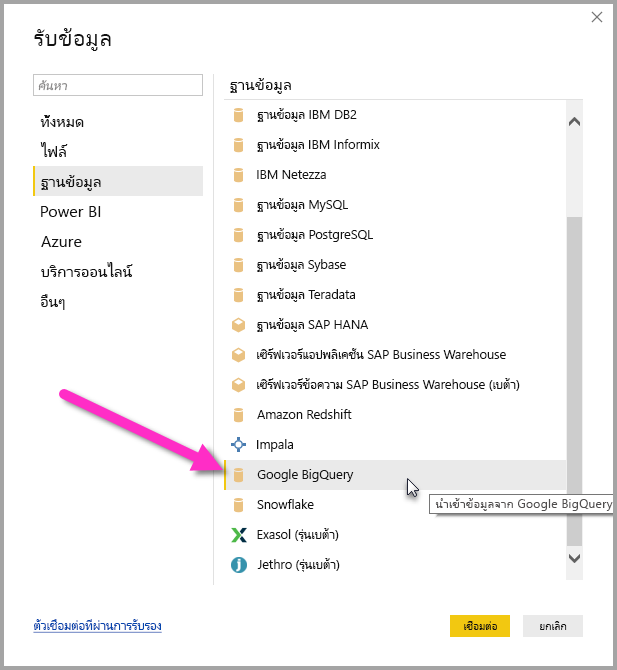 รับข้อมูล
ค้นหา
ทั้งหมด
ไฟล์
ฐานข้อมูล
Power BI
Azure
บริการออนไลน์
อื่นๆ
ฐานข้อมูล
ฐานข้อมูล IBM DB2
ฐานข้อมูล IBM Informix
IBM Netezza
ฐานข้อมูล MySQL
ฐานข้อมูล PostgreSQL
ฐานข้อมูล Sybase
ฐานข้อมูล Teradata
ฐานข้อมูล SAP HANA
เซิร์ฟเวอร์แอปพลิเคชัน SAP Business Warehouse
เซิร์ฟเวอร์ข้อความ SAP Business Warehouse (เบต้า)
Amazon Redshift
Impala
Google BigQuery
นำเข้าข้อมูลจาก Google BigQuery
Snowflake
Exasol (รุ่นเบต้า)
Jethro (รุ่นเบต้า)
ตัวเชื่อมต่อที่ผ่านการรับรอง
เชื่อมต่อ
ยกเลิก